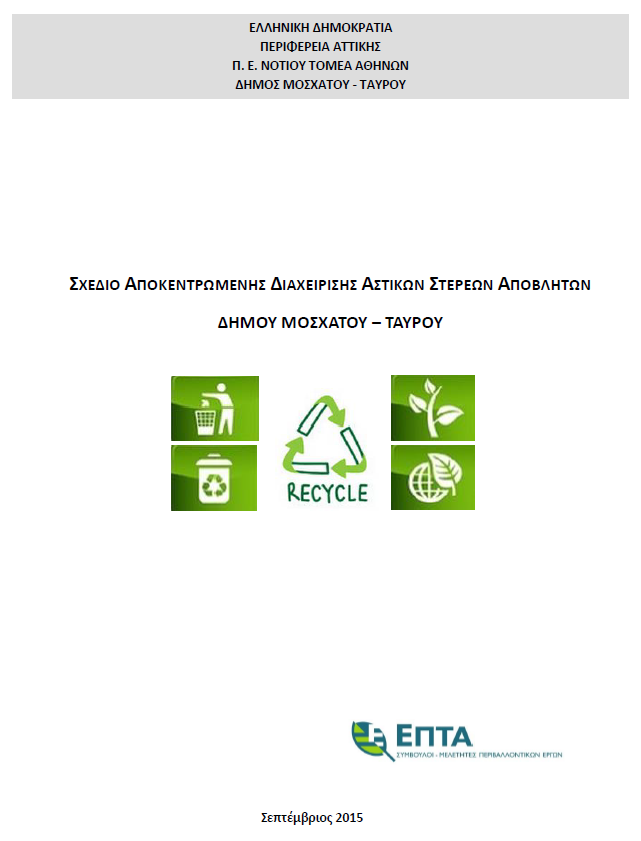 ΕΛΛΗΝΙΚΗ ΔΗΜΟΚΡΑΤΙΑ
ΠΕΡΙΦΕΡΕΙΑ ΑΤΤΙΚΗΣ
Π. Ε. ΝΟΤΙΟΥ ΤΟΜΕΑ ΑΘΗΝΩΝ
ΔΗΜΟΣ ΜΟΣΧΑΤΟΥ - ΤΑΥΡΟΥ
ΣΧΕΔΙΟ ΑΠΟΚΕΝΤΡΩΜΕΝΗΣ ΔΙΑΧΕΙΡΙΣΗΣ ΑΣΤΙΚΩΝ ΣΤΕΡΕΩΝ ΑΠΟΒΛΗΤΩΝ
ΔΗΜΟΥ ΜΟΣΧΑΤΟΥ – ΤΑΥΡΟΥ
RECYCLE
ΕΠΤΑ
ΣΥΜΒΟΥΛΟΙ - ΜΕΛΕΤΗΤΕΣ ΠΕΡΙΒΑΛΛΟΝΤΙΚΩΝ ΕΡΓΩΝ
Σεπτέμβριος 2015